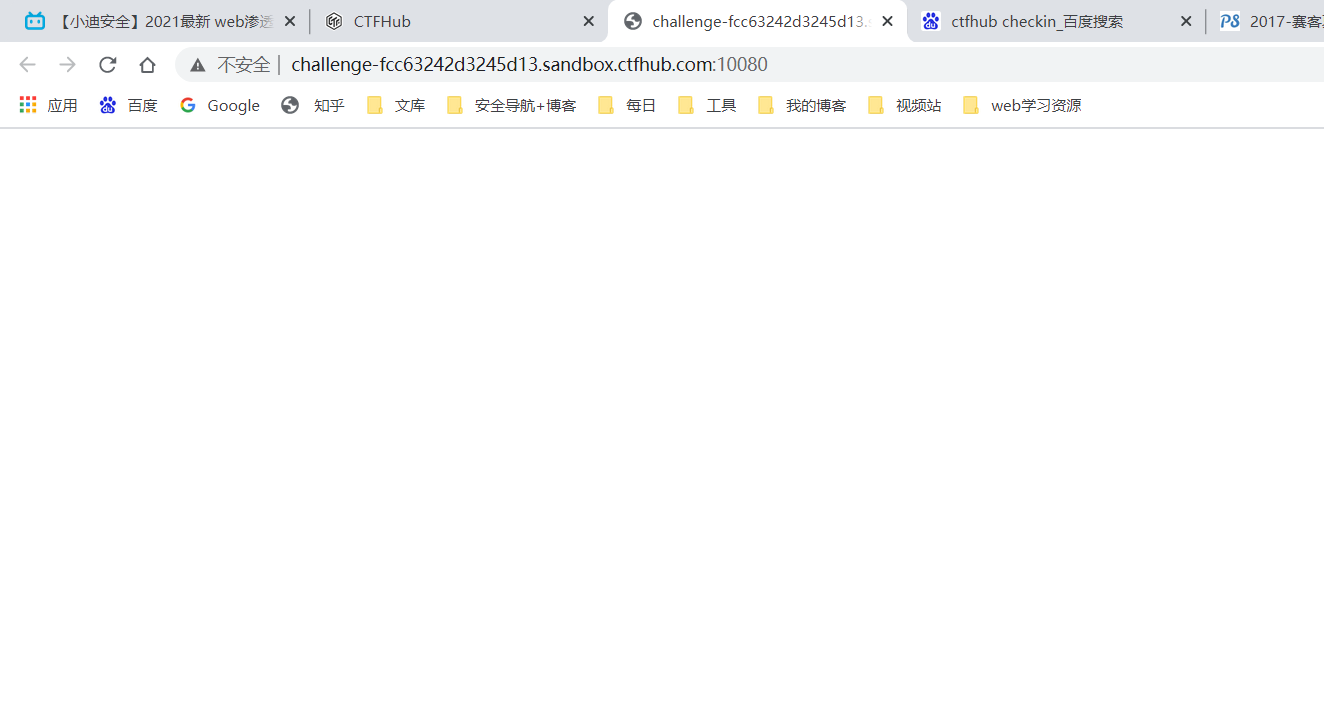 【小迪安全】2021最新 web渗透 CTFHub challenge-fcc63242d3245d13.s ctfhub checkin_百度搜索 2017-赛客
不安全 | challenge-fcc63242d3245d13.sandbox.ctfhub.com:10080
应用 百度 Google 知乎 文库 安全导航+博客 每日 工具 我的博客 视频站 web学习资源